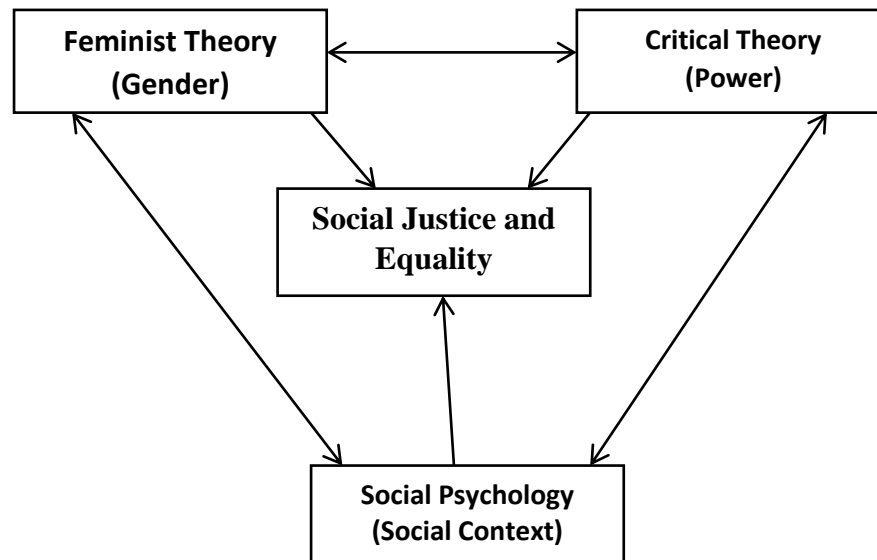 Feminist Theory
(Gender)
Critical Theory
(Power)
Social Justice and
Equality
Social Psychology
(Social Context)